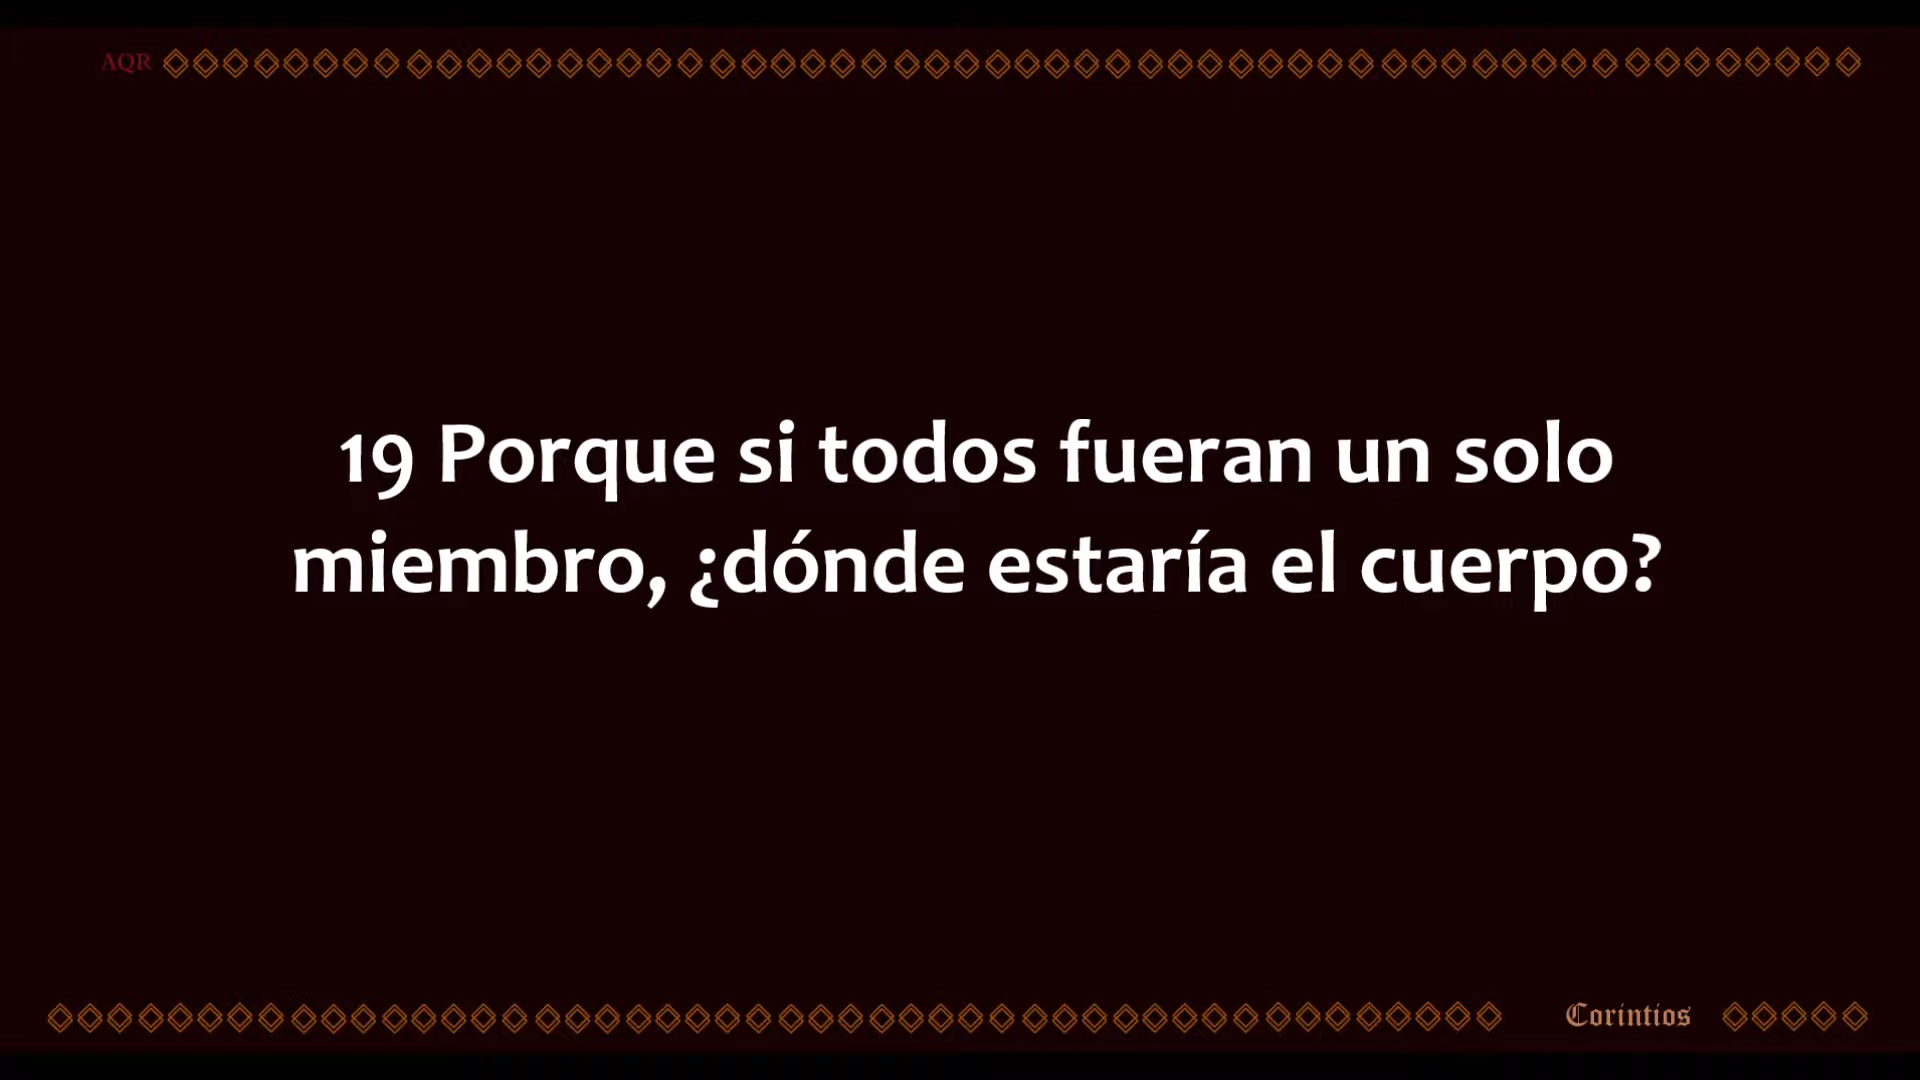 AQR
19 Porque si todos fueran un solo
miembro, ¿dónde estaría el cuerpo?
Corintios